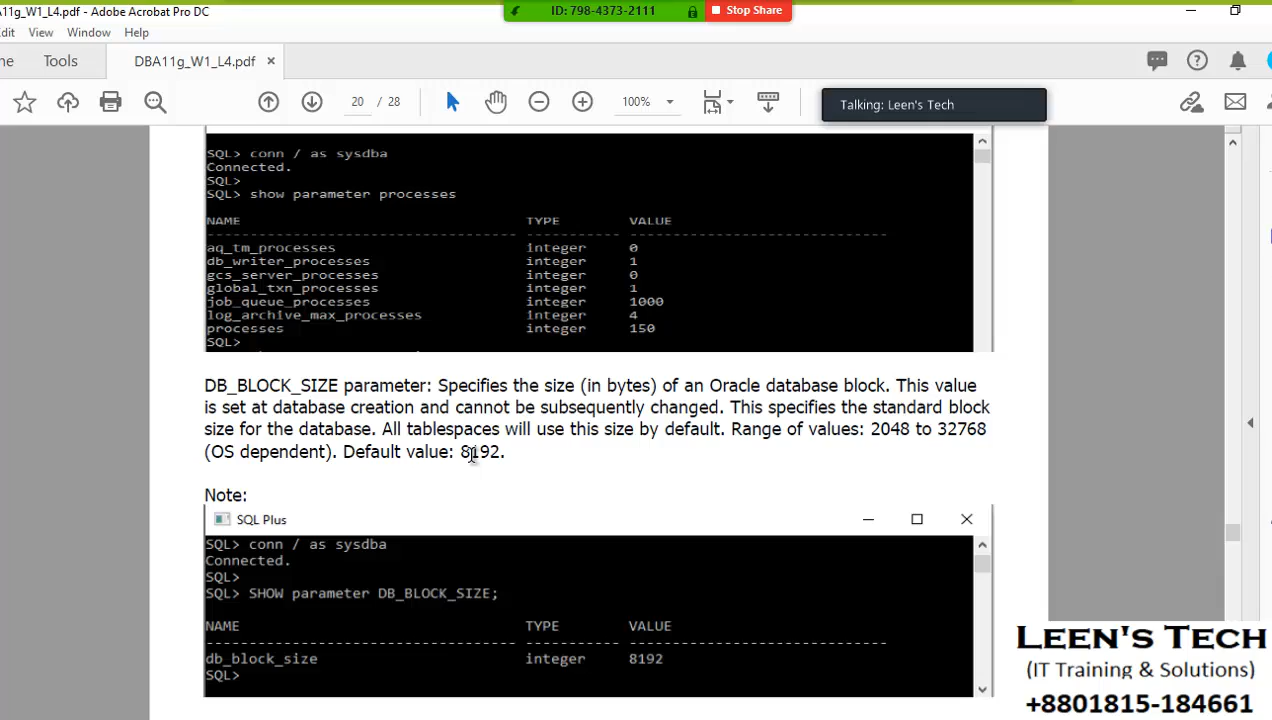 11g_W1_L4.pdf - Adobe Acrobat Pro DC
ID: 798-4373-2111
Stop Share
dit View Window Help
ne Tools DBA11g_W1_L4.pdf ×
20 / 28
100%
Talking: Leen's Tech
SQL> conn / as sysdba
Connected.
SQL>
SQL> show parameter processes
NAME TYPE VALUE
------------------------------------ ----------- ------------------------------
aq_tm_processes integer 0
db_writer_processes integer 1
gcs_server_processes integer 0
global_txn_processes integer 1
job_queue_processes integer 1000
log_archive_max_processes integer 4
processes integer 150
SQL>
DB_BLOCK_SIZE parameter: Specifies the size (in bytes) of an Oracle database block. This value
is set at database creation and cannot be subsequently changed. This specifies the standard block
size for the database. All tablespaces will use this size by default. Range of values: 2048 to 32768
(OS dependent). Default value: 8192.
Note:
SQL Plus
SQL> conn / as sysdba
Connected.
SQL>
SQL> SHOW parameter DB_BLOCK_SIZE;
NAME TYPE VALUE
------------------------------------ ----------- ------------------------------
db_block_size integer 8192
SQL>
LEEN'S TECH
(IT Training & Solutions)
+8801815-184661